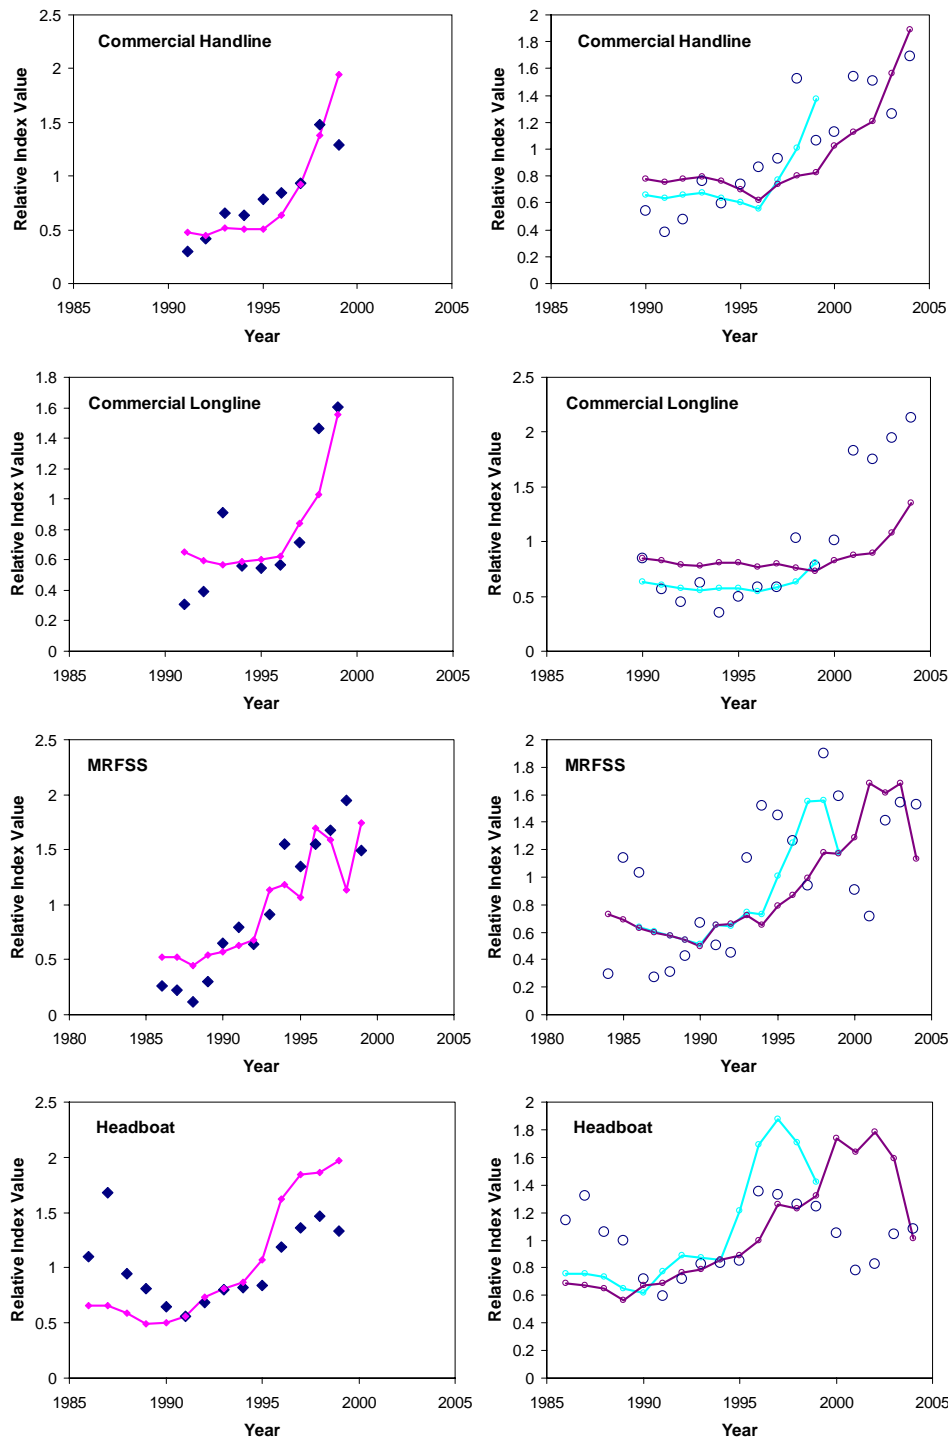 2.5
2
1.5
1
0.5
0
Relative Index Value
Commercial Handline
1985 1990 1995 2000 2005
Year
2
1.8
1.6
1.4
1.2
1
0.8
0.6
0.4
0.2
0
Relative Index Value
Commercial Handline
1985 1990 1995 2000 2005
Year
1.8
1.6
1.4
1.2
1
0.8
0.6
0.4
0.2
0
Relative Index Value
Commercial Longline
1985 1990 1995 2000 2005
Year
2.5
2
1.5
1
0.5
0
Relative Index Value
Commercial Longline
1985 1990 1995 2000 2005
Year
2.5
2
1.5
1
0.5
0
Relative Index Value
MRFSS
1980 1985 1990 1995 2000 2005
Year
2
1.8
1.6
1.4
1.2
1
0.8
0.6
0.4
0.2
0
Relative Index Value
MRFSS
1980 1985 1990 1995 2000 2005
Year
2.5
2
1.5
1
0.5
0
Relative Index Value
Headboat
1985 1990 1995 2000 2005
Year
2
1.8
1.6
1.4
1.2
1
0.8
0.6
0.4
0.2
0
Relative Index Value
Headboat
1985 1990 1995 2000 2005
Year